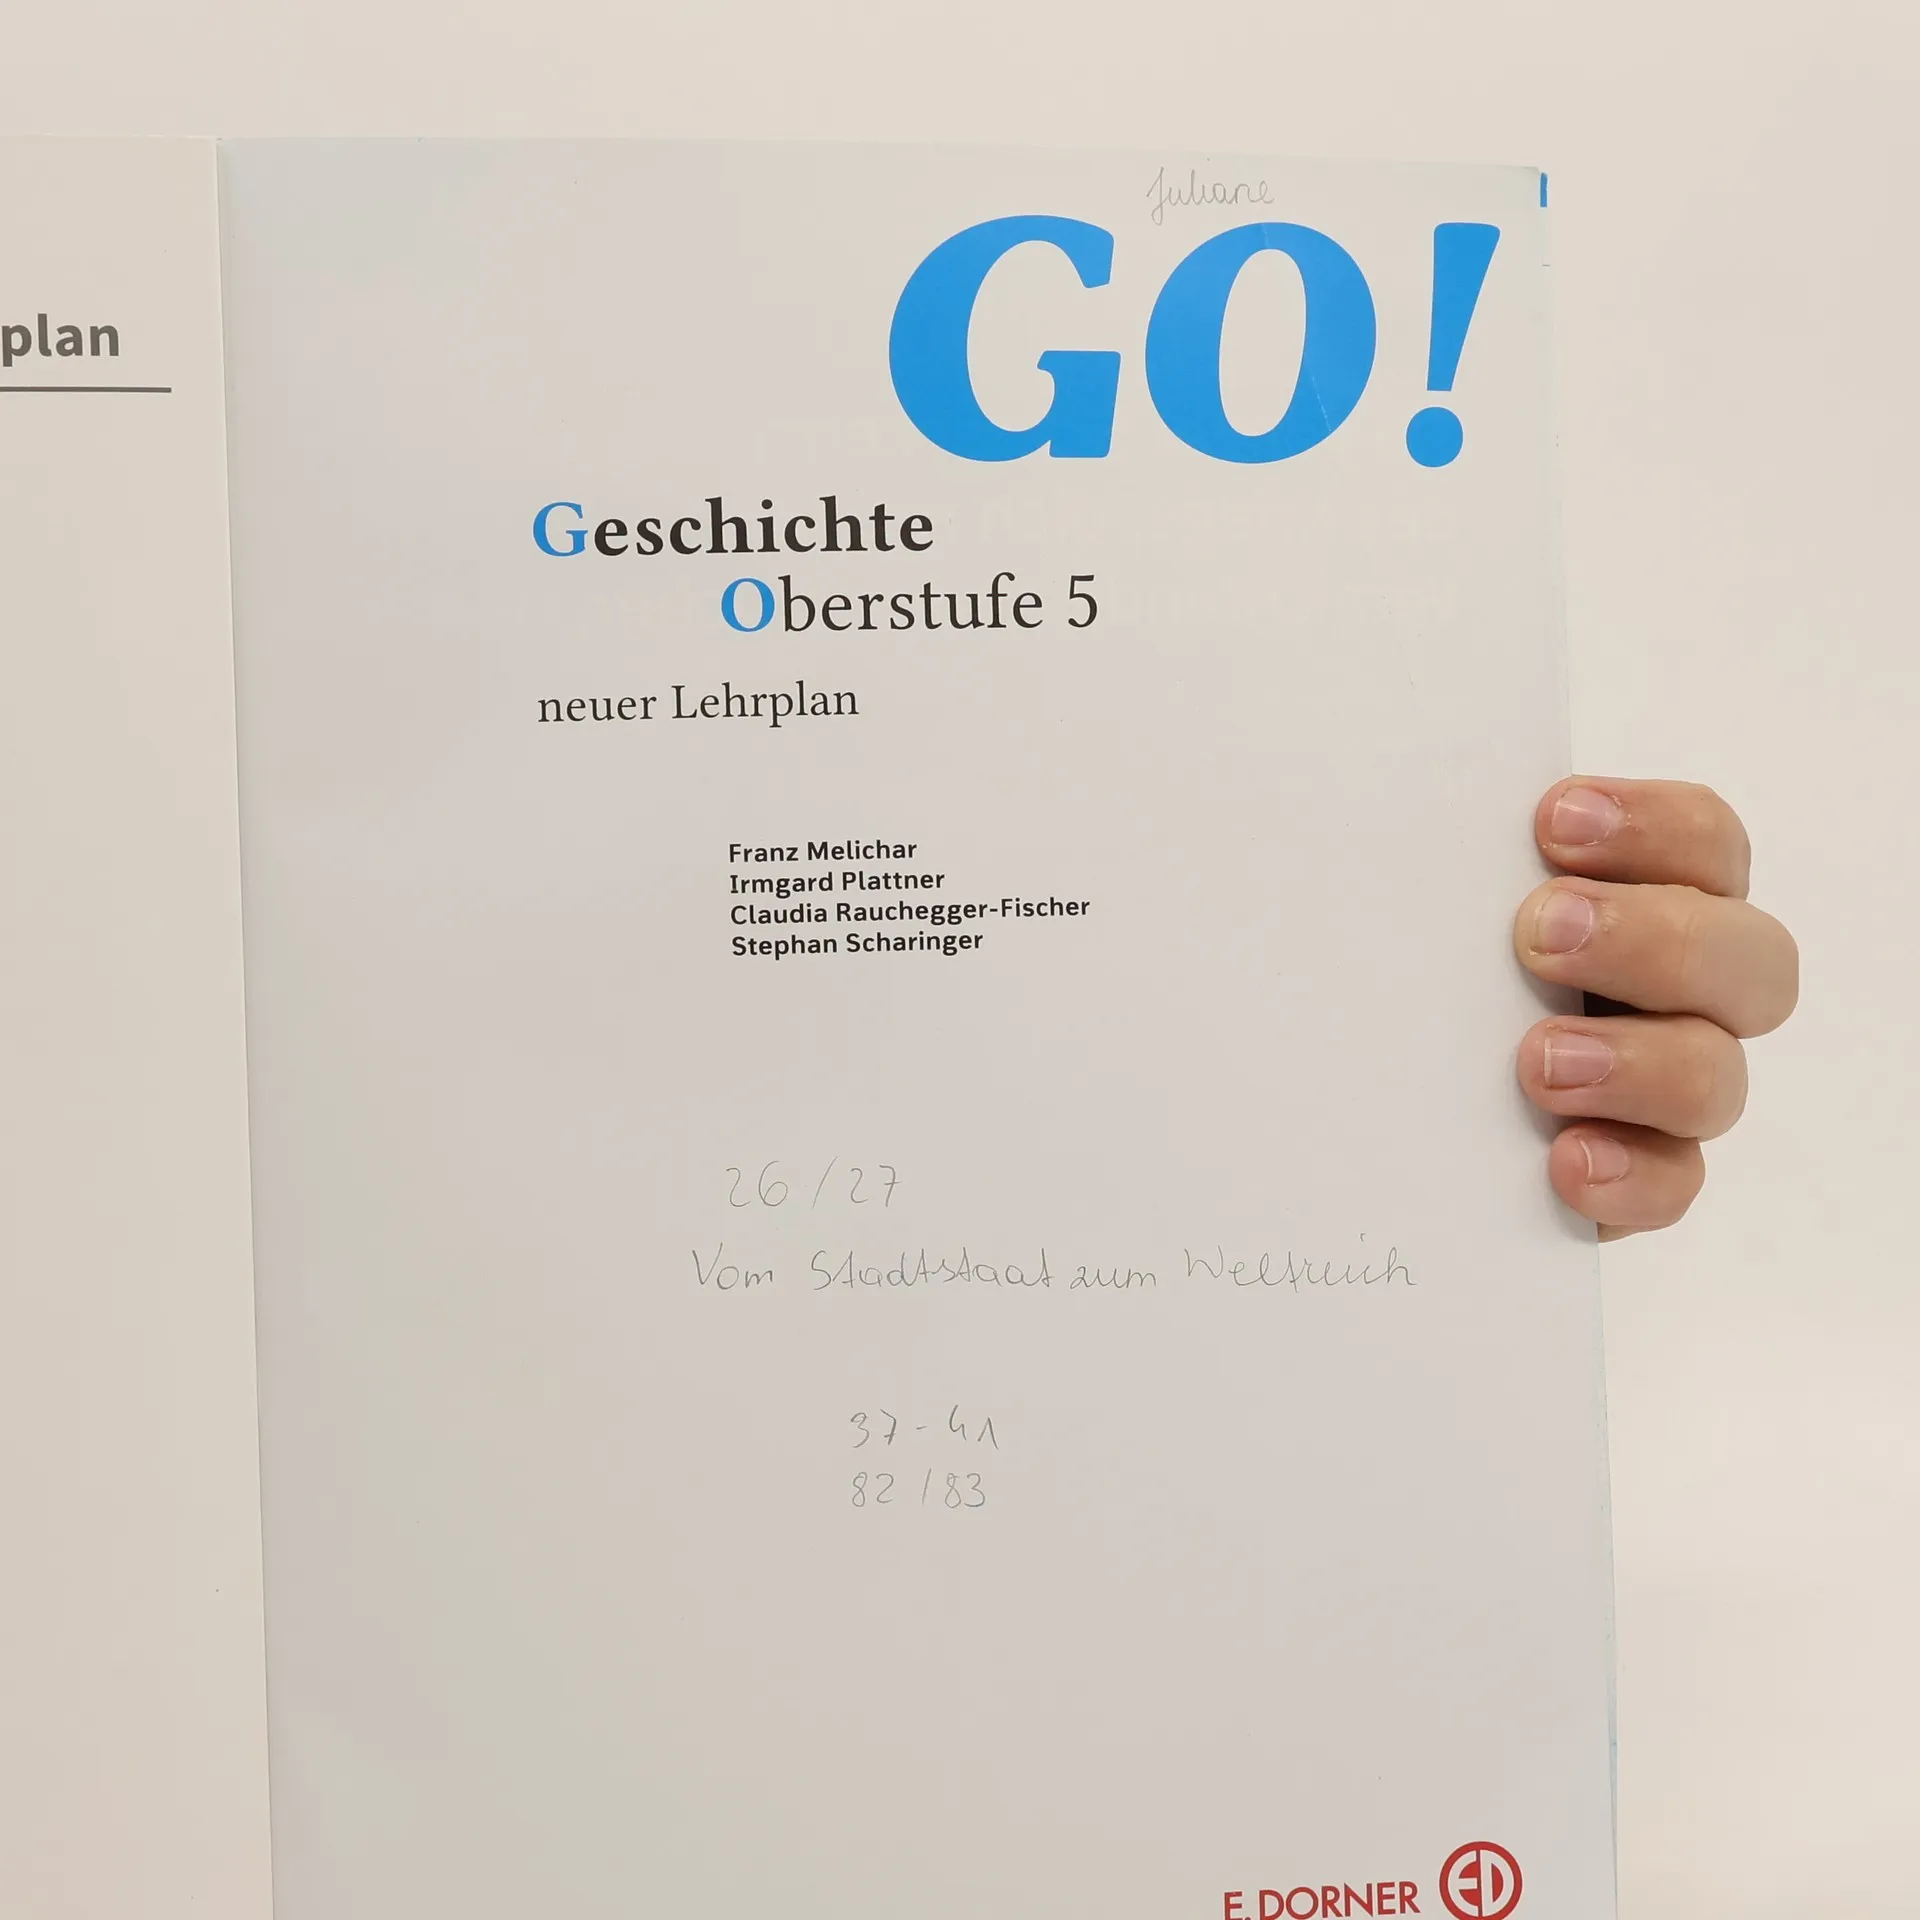 plan
Juliane
GO!
Geschichte
Oberstufe 5
neuer Lehrplan
Franz Melichar
Irmgard Plattner
Claudia Rauchegger-Fischer
Stephan Scharinger
26/27
Vom Stadtstaat zum Weltreich
37-41
82/83
E. DORNER ED